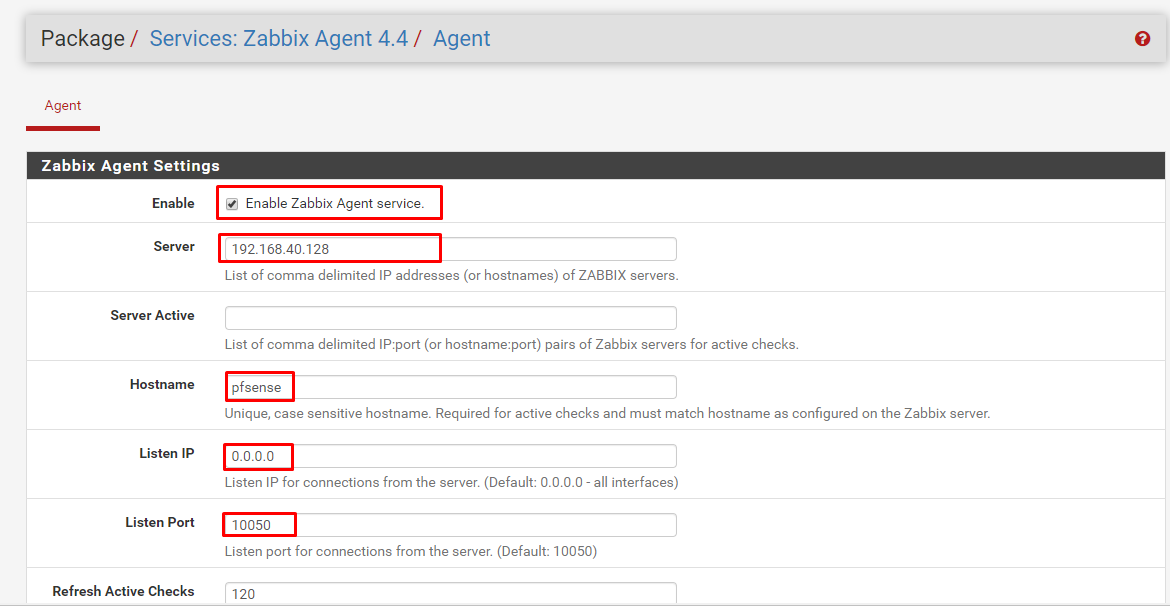 Package / Services: Zabbix Agent 4.4 / Agent
Agent
Zabbix Agent Settings
Enable
Enable Zabbix Agent service.
Server
192.168.40.128
List of comma delimited IP addresses (or hostnames) of ZABBIX servers.
Server Active
List of comma delimited IP:port (or hostname:port) pairs of Zabbix servers for active checks.
Hostname
pfsense
Unique, case sensitive hostname. Required for active checks and must match hostname as configured on the Zabbix server.
Listen IP
0.0.0.0
Listen IP for connections from the server. (Default: 0.0.0.0 - all interfaces)
Listen Port
10050
Listen port for connections from the server. (Default: 10050)
Refresh Active Checks
120